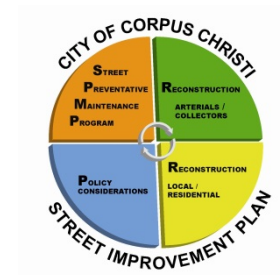 CITY OF CORPUS CHRISTI
STREET
PREVENTATIVE
MAINTENANCE
PROGRAM
RECONSTRUCTION
ARTERIALS /
COLLECTORS
POLICY
CONSIDERATIONS
RECONSTRUCTION
LOCAL /
RESIDENTIAL
STREET IMPROVEMENT PLAN